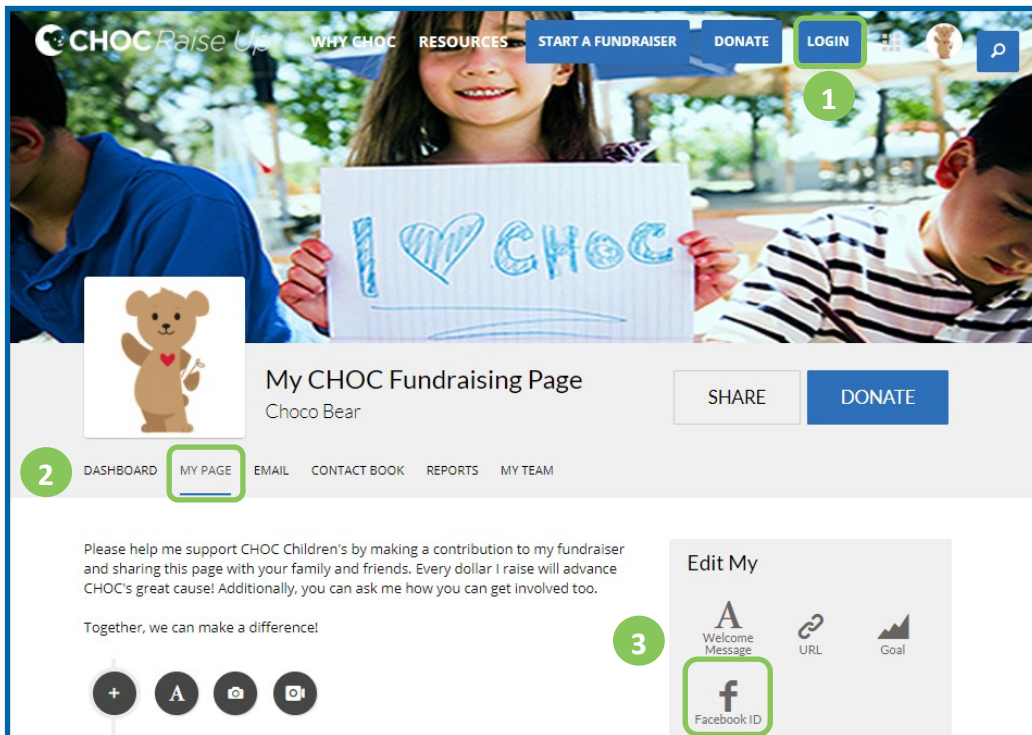 CHOC Raise Up WHY CHOC RESOURCES START A FUNDRAISER DONATE LOGIN
1
I CHOC
My CHOC Fundraising Page
Choco Bear
SHARE DONATE
2 DASHBOARD MY PAGE EMAIL CONTACT BOOK REPORTS MY TEAM
Please help me support CHOC Children's by making a contribution to my fundraiser
and sharing this page with your family and friends. Every dollar I raise will advance
CHOC's great cause! Additionally, you can ask me how you can get involved too.
Together, we can make a difference!
A
Edit My
3
A
Welcome
Message
URL
Goal
f
Facebook ID